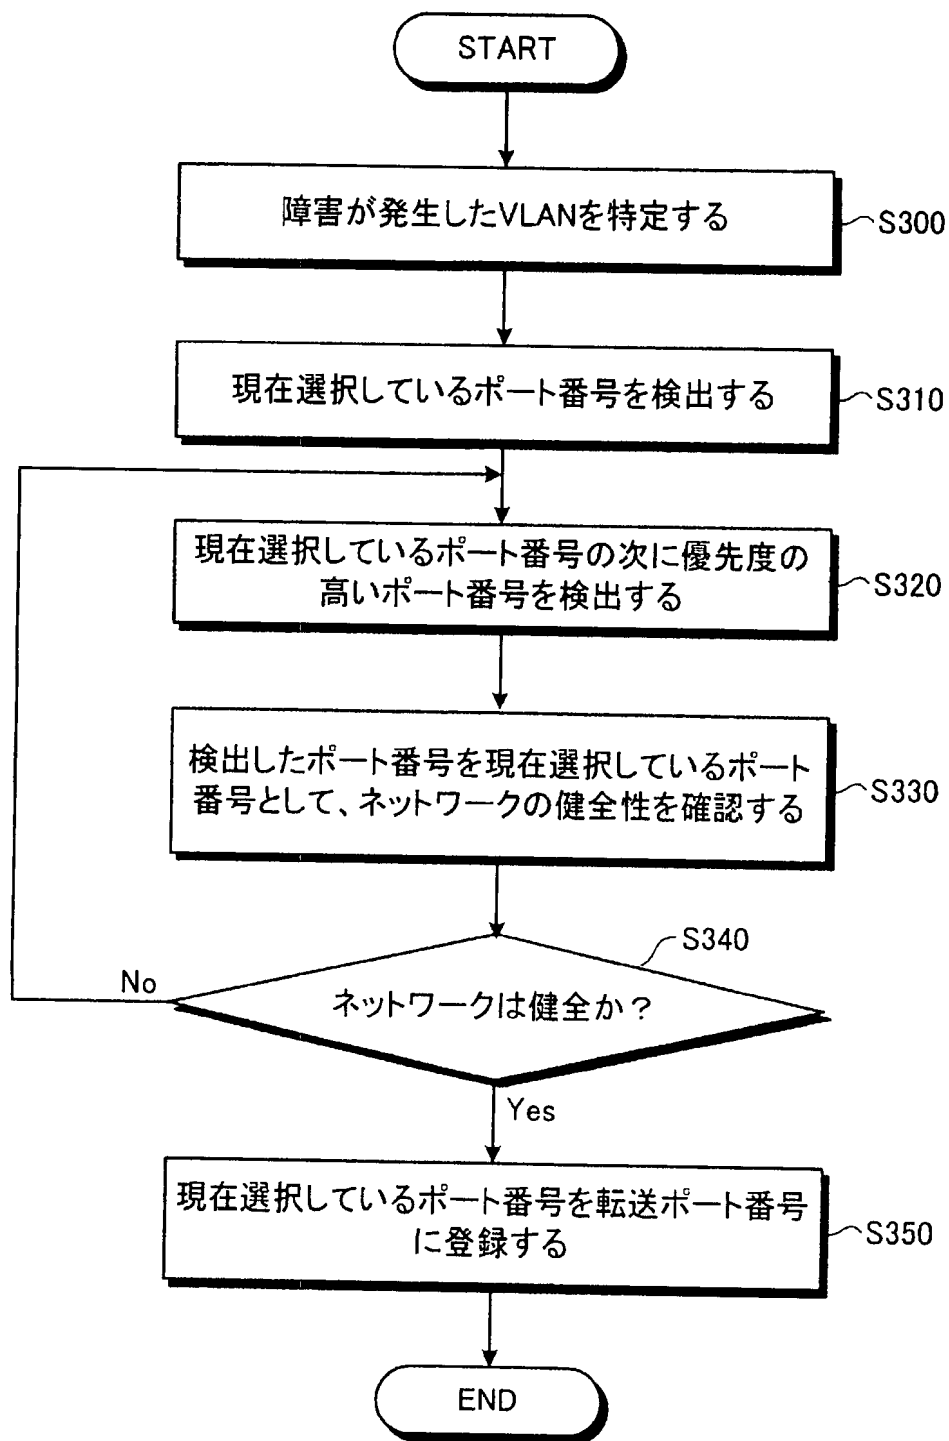 START
障害が発生したVLANを特定する
S300
現在選択しているポート番号を検出する
S310
現在選択しているポート番号の次に優先度の
高いポート番号を検出する
S320
検出したポート番号を現在選択しているポート
番号として、ネットワークの健全性を確認する
S330
S340
No
ネットワークは健全か？
Yes
現在選択しているポート番号を転送ポート番号
に登録する
S350
END